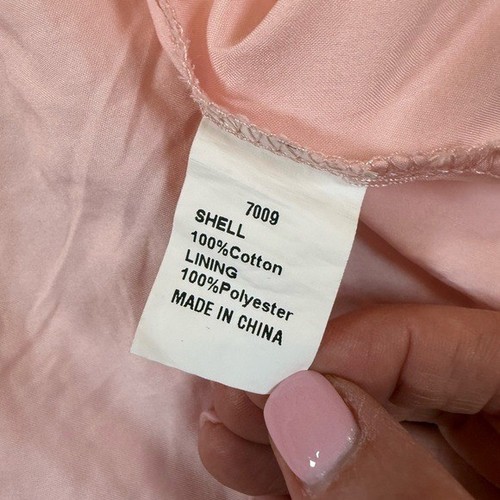 7009
SHELL
100%Cotton
LINING
100%Polyester
MADE IN CHINA